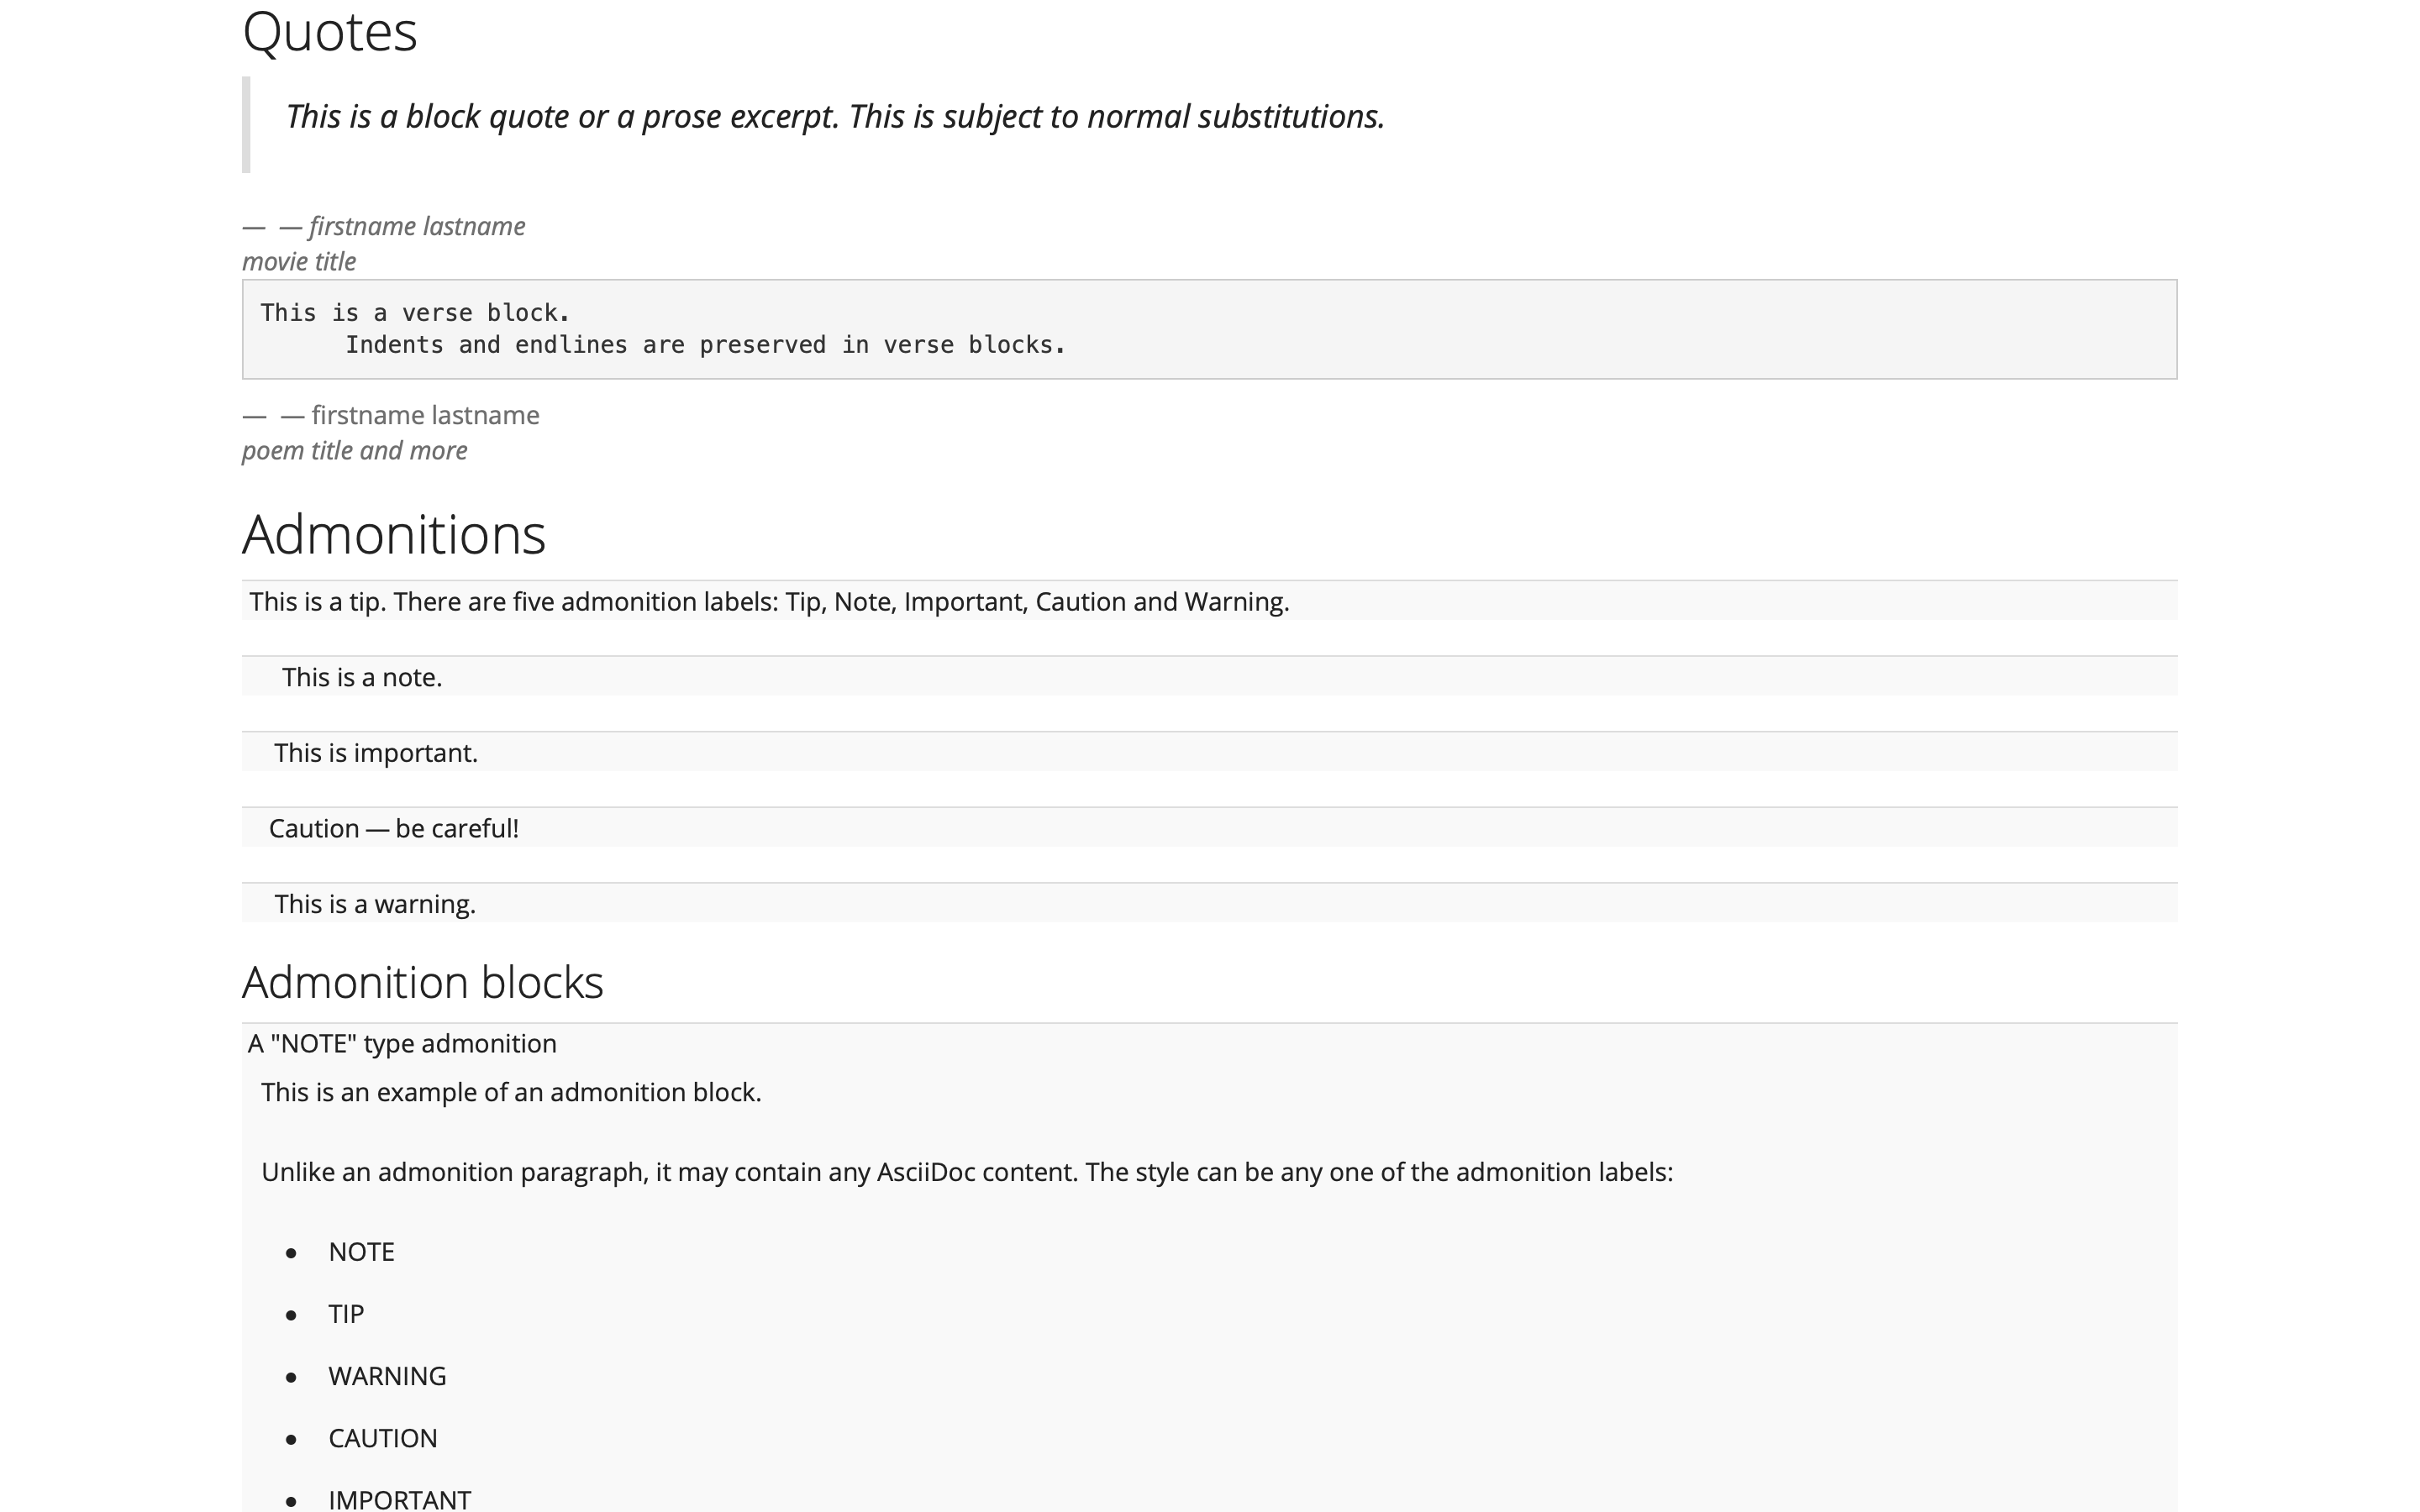 Quotes
This is a block quote or a prose excerpt. This is subject to normal substitutions.
— — firstname lastname
movie title
This is a verse block.
      Indents and endlines are preserved in verse blocks.
— — firstname lastname
poem title and more
Admonitions
This is a tip. There are five admonition labels: Tip, Note, Important, Caution and Warning.
This is a note.
This is important.
Caution — be careful!
This is a warning.
Admonition blocks
A "NOTE" type admonition
This is an example of an admonition block.
Unlike an admonition paragraph, it may contain any AsciiDoc content. The style can be any one of the admonition labels:
● NOTE
● TIP
● WARNING
● CAUTION
● IMPORTANT